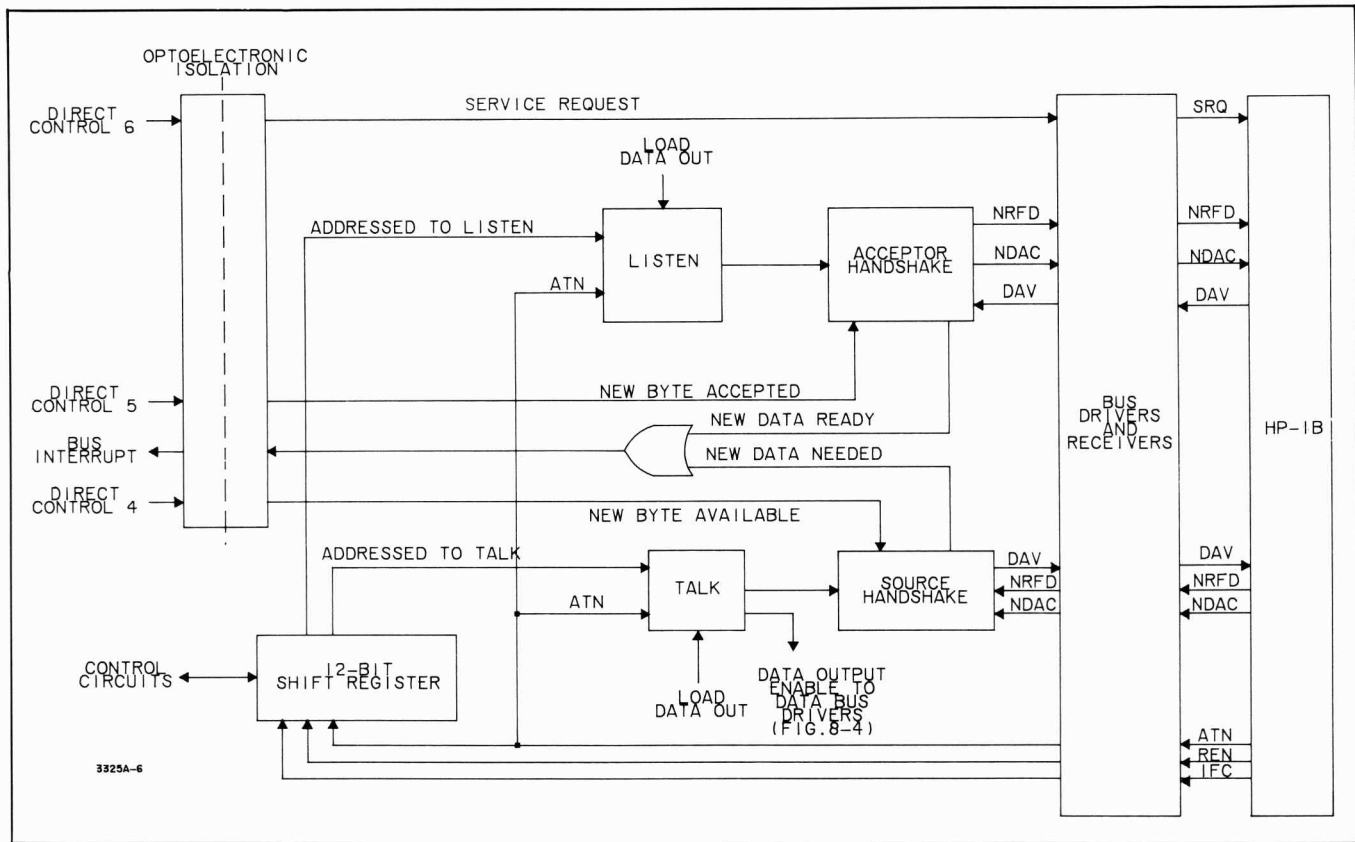 OPTOELECTRONIC
ISOLATION
DIRECT
CONTROL 6
SERVICE REQUEST
SRQ
LOAD
DATA OUT
ADDRESSED TO LISTEN
LISTEN
ATN
ACCEPTOR
HANDSHAKE
NRFD
NDAC
DAV
NRFD
NDAC
DAV
DIRECT
CONTROL 5
NEW BYTE ACCEPTED
NEW DATA READY
BUS
INTERRUPT
NEW DATA NEEDED
BUS
DRIVERS
AND
RECEIVERS
HP-IB
DIRECT
CONTROL 4
NEW BYTE AVAILABLE
ADDRESSED TO TALK
TALK
ATN
SOURCE
HANDSHAKE
DAV
NRFD
NDAC
DAV
NRFD
NDAC
CONTROL
CIRCUITS
12-BIT
SHIFT REGISTER
LOAD
DATA OUT
DATA OUTPUT
ENABLE TO
DATA BUS
DRIVERS
(FIG.8-4)
ATN
REN
IFC
3325A-6